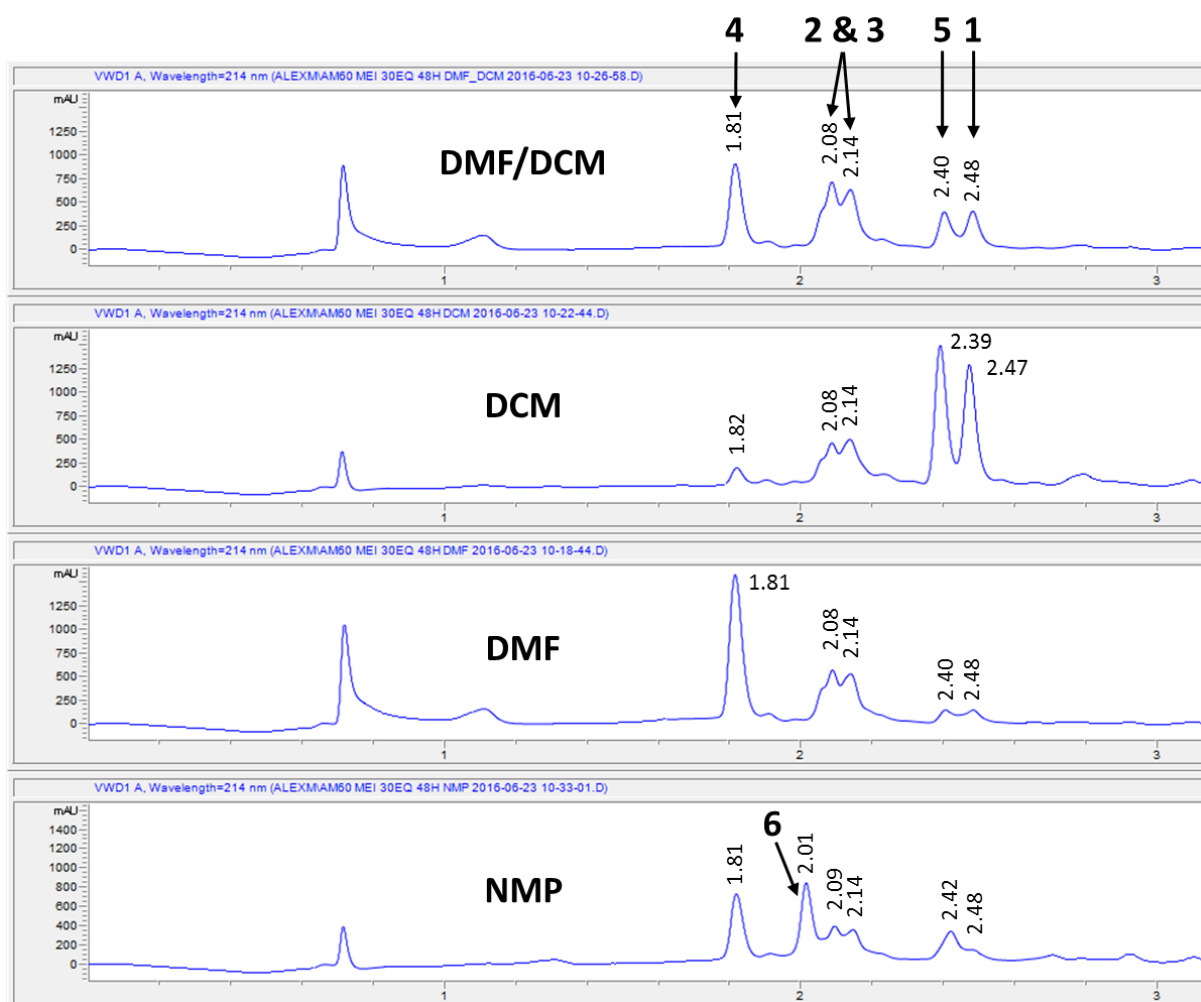 4 2 & 3 5 1
VWD1 A, Wavelength=214 nm (ALEXM\AM60 MEI 30EQ 48H DMF_DCM 2016-06-23 10-26-58.D)
mAU
1250
1000
750
500
250
0
DMF/DCM
1.81
2.08
2.14
2.40
2.48
1 2 3
VWD1 A, Wavelength=214 nm (ALEXM\AM60 MEI 30EQ 48H DCM 2016-06-23 10-22-44.D)
mAU
1250
1000
750
500
250
0
DCM
1.82
2.08
2.14
2.39
2.47
1 2 3
VWD1 A, Wavelength=214 nm (ALEXM\AM60 MEI 30EQ 48H DMF 2016-06-23 10-18-44.D)
mAU
1250
1000
750
500
250
0
DMF
1.81
2.08
2.14
2.40
2.48
1 2 3
VWD1 A, Wavelength=214 nm (ALEXM\AM60 MEI 30EQ 48H NMP 2016-06-23 10-33-01.D)
mAU
1400
1200
1000
800
600
400
200
0
NMP
1.81
6
2.01
2.09
2.14
2.42
2.48
1 2 3